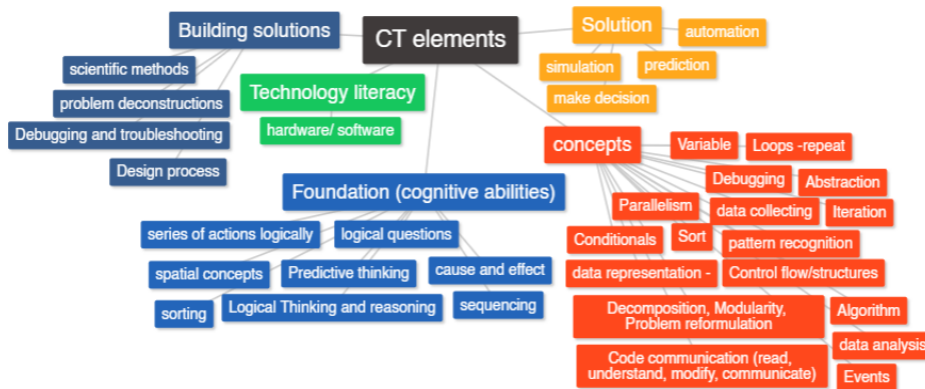 CT elements
Building solutions
scientific methods
problem deconstructions
Debugging and troubleshooting
Design process
Technology literacy
hardware/ software
Solution
automation
simulation
prediction
make decision
Foundation (cognitive abilities)
series of actions logically
logical questions
spatial concepts
Predictive thinking
cause and effect
sorting
Logical Thinking and reasoning
sequencing
concepts
Variable
Loops -repeat
Debugging
Abstraction
Parallelism
data collecting
Iteration
Conditionals
Sort
pattern recognition
data representation -
Control flow/structures
Decomposition, Modularity,
Problem reformulation
Algorithm
data analysis
Code communication (read,
understand, modify, communicate)
Events